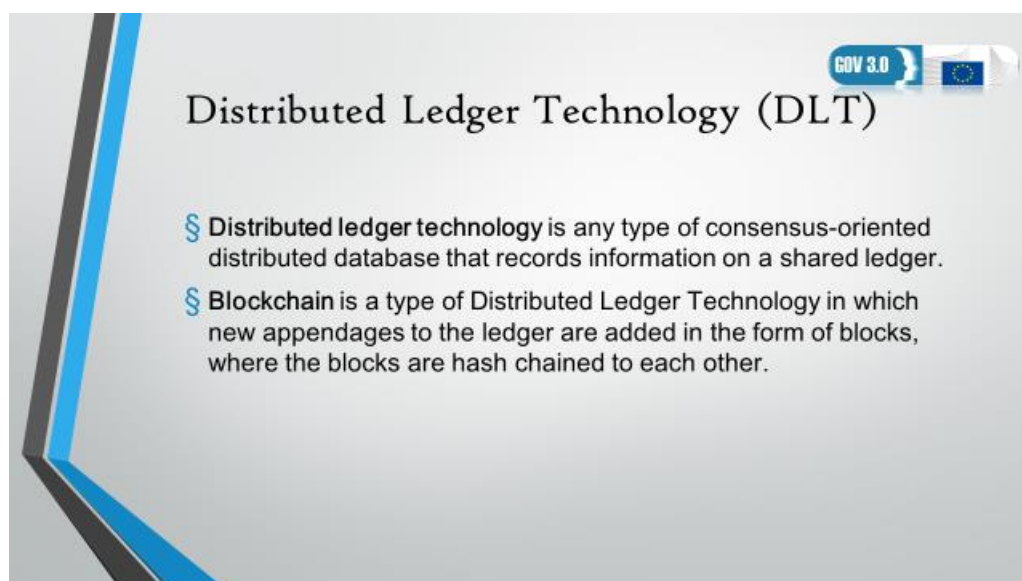 GOV 3.0
Distributed Ledger Technology (DLT)
§ Distributed ledger technology is any type of consensus-oriented
distributed database that records information on a shared ledger.
§ Blockchain is a type of Distributed Ledger Technology in which
new appendages to the ledger are added in the form of blocks,
where the blocks are hash chained to each other.